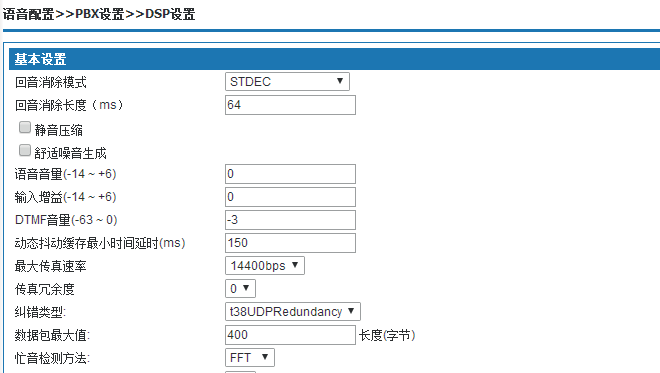 语音配置>>PBX设置>>DSP设置
基本设置
回音消除模式 STDEC
回音消除长度（ms） 64
静音压缩
舒适噪音生成
语音音量(-14 ~ +6) 0
输入增益(-14 ~ +6) 0
DTMF音量(-63 ~ 0) -3
动态抖动缓存最小时间延时(ms) 150
最大传真速率 14400bps
传真冗余度 0
纠错类型: t38UDPRedundancy
数据包最大值: 400 长度(字节)
忙音检测方法: FFT